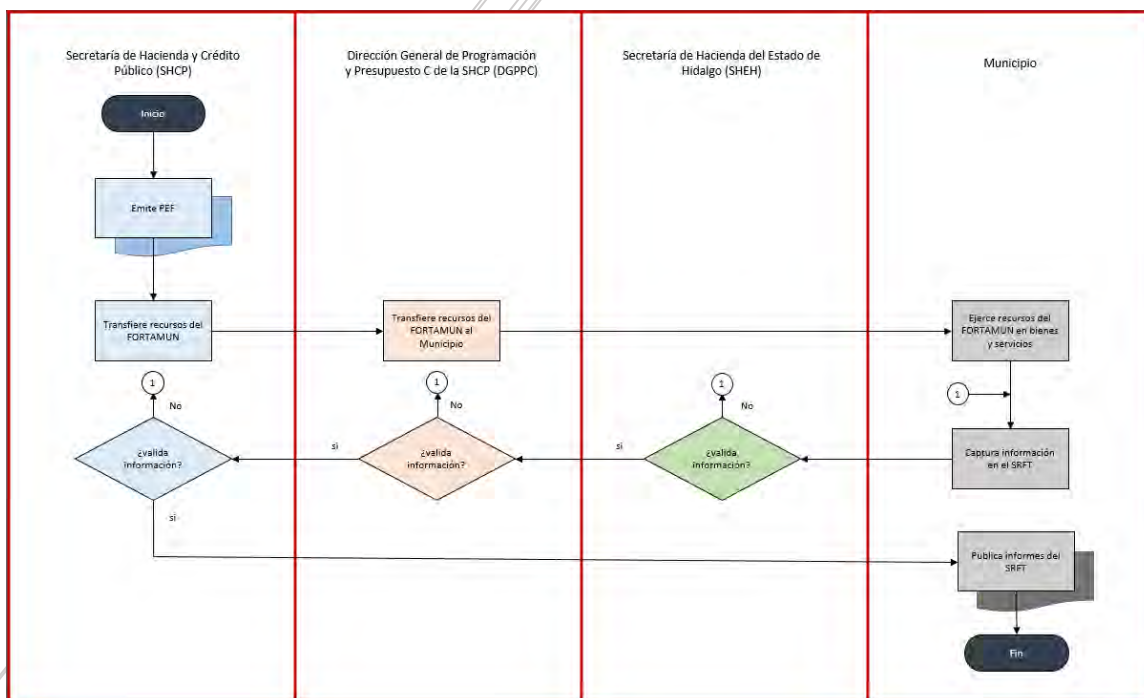 Secretaría de Hacienda y Crédito
Público (SHCP)
Dirección General de Programación
y Presupuesto C de la SHCP (DGPPC)
Secretaría de Hacienda del Estado de
Hidalgo (SHEH)
Municipio
Inicio
Emite PEF
Transfiere recursos del
FORTAMUN
Transfiere recursos del
FORTAMUN al
Municipio
Ejerce recursos del
FORTAMUN en bienes
y servicios
1
No
1
No
1
No
1
¿valida
información?
si
¿valida
información?
si
¿valida
información?
Captura información
en el SRFT
si
Publica informes del
SRFT
Fin